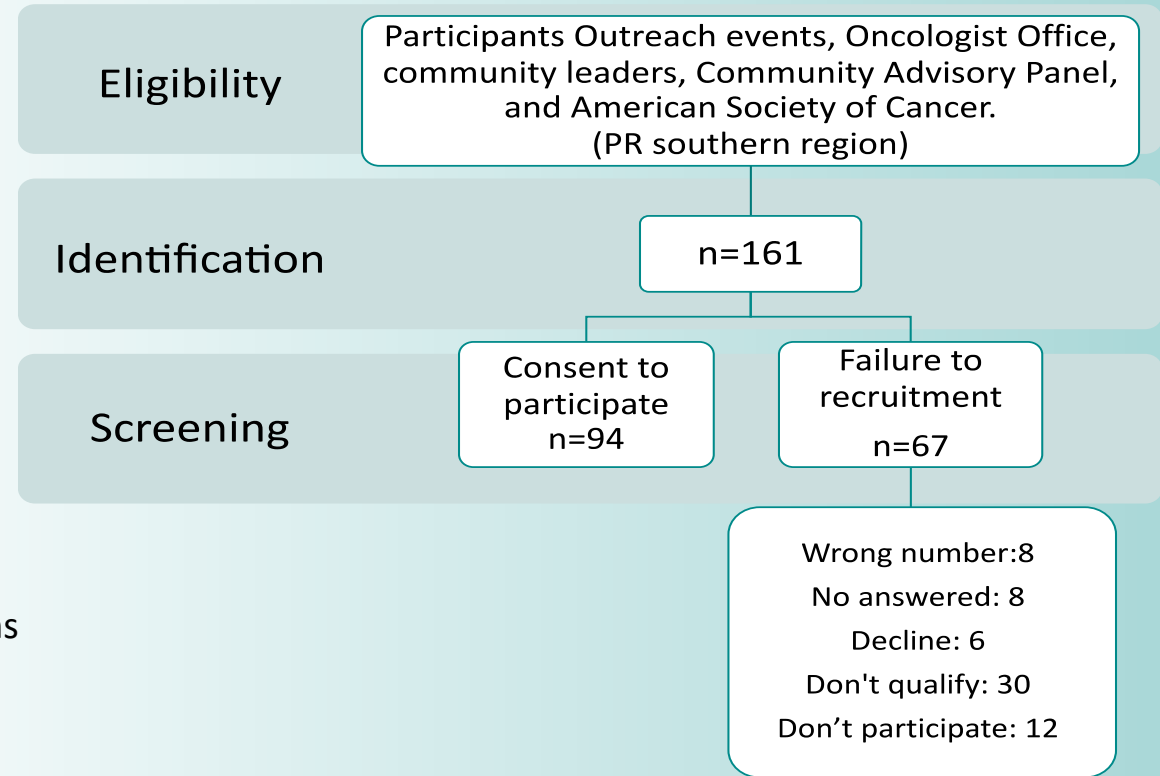 Eligibility
Participants Outreach events, Oncologist Office,
community leaders, Community Advisory Panel,
and American Society of Cancer.
(PR southern region)
Identification
n=161
Screening
Consent to
participate
n=94
Failure to
recruitment
n=67
Wrong number:8
No answered: 8
Decline: 6
Don't qualify: 30
Don’t participate: 12